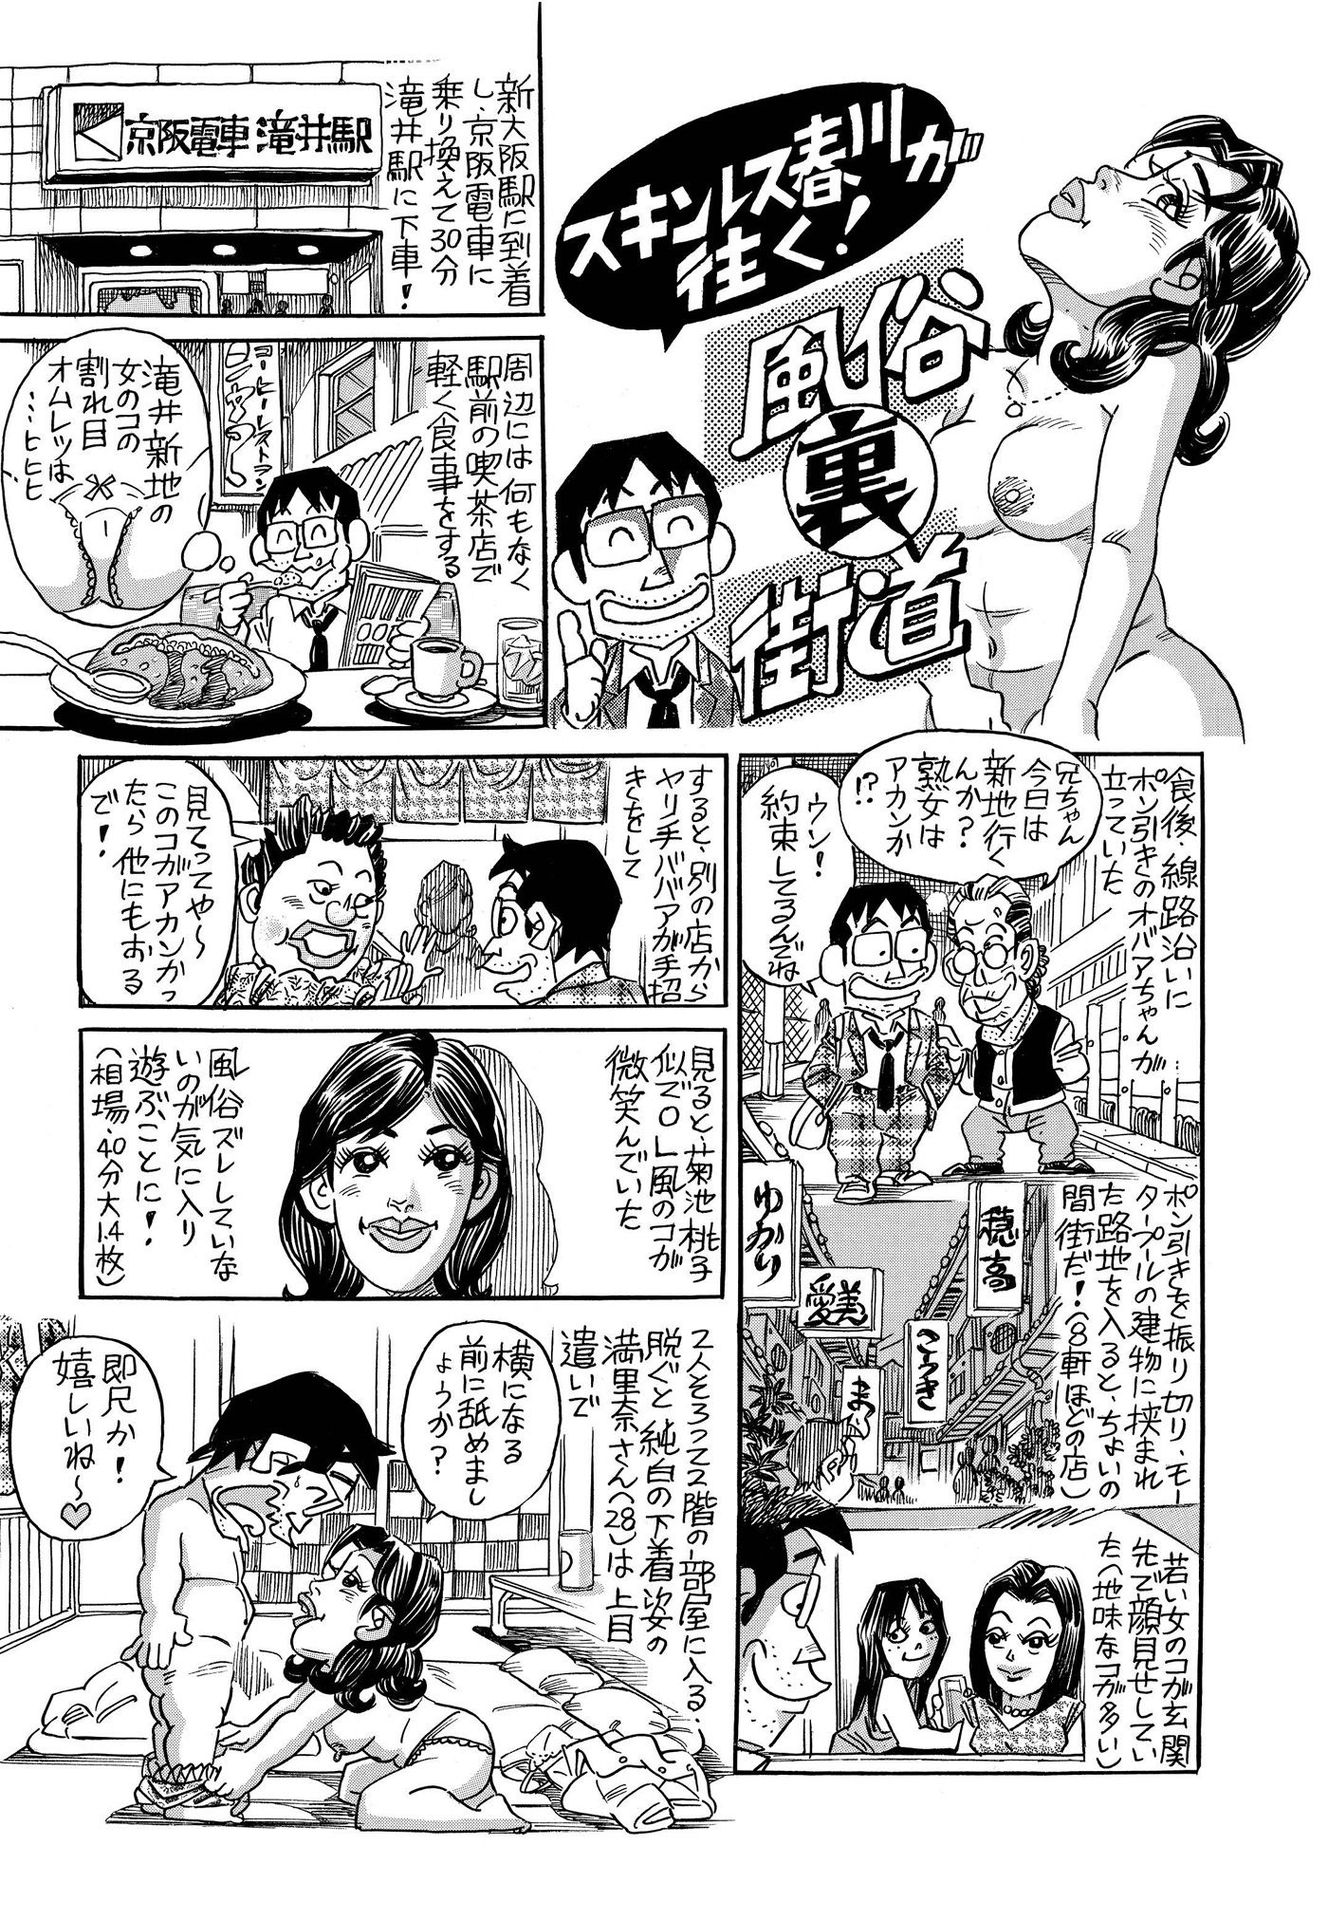 スキンレス春川が
往く!
風俗
裏
街道
新大阪駅に到着
し、京阪電車に
乗り換えて30分
滝井駅に下車!
京阪電車 滝井駅
周辺には何もなく
駅前の喫茶店で
軽く食事をする
コーヒーレストラン
滝井新地の
女のコの
割れ目
オムレツは
…ヒヒヒ
食後、線路沿いに
ポン引きのオバアちゃんが
立っていた
兄ちゃん
今日は
新地行く
んか?
熟女は
アカンか
!?
ウン!
約束してるんでね
ポン引きを振り切り、モー
タープールの建物に挟まれ
た路地を入ると、ちょいの
間街だ!(8軒ほどの店)
穂高
ゆかり
愛美
こづき
若い女のコが玄関
先で顔見せしてい
た(地味なコが多い)
すると、別の店から
ヤリ手ババアが手招
きをして
見てってや〜
このコがアカンかっ
たら他にもおる
で!
見ると、菊池桃子
似でOL風のコが
微笑んでいた
風俗ズレしていな
いのが気に入り
遊ぶことに!
(相場・40分大1.4枚)
2人そろって2階の部屋に入る
脱ぐと純白の下着姿の
満里奈さん(28)は上目
遣いで
横になる
前に舐めまし
ょうか?
即尺か!
嬉しいね
〜♡